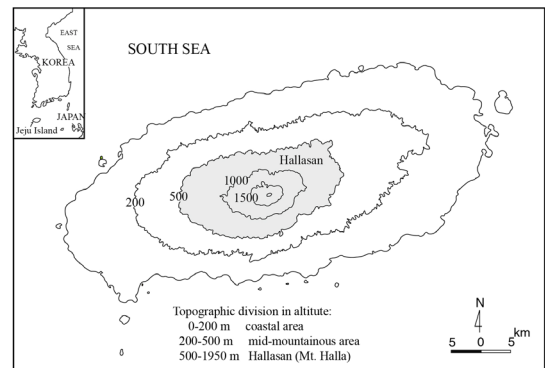 EAST
SEA
KOREA
JAPAN
Jeju Island
SOUTH SEA
Hallasan
1000
1500
500
200
Topographic division in altitute:
0-200 m coastal area
200-500 m mid-mountainous area
500-1950 m Hallasan (Mt. Halla)
N
km
5 0 5